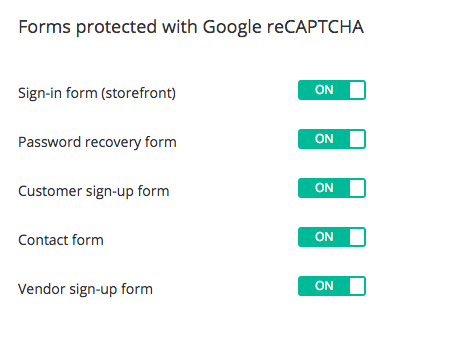 Forms protected with Google reCAPTCHA
Sign-in form (storefront) ON
Password recovery form ON
Customer sign-up form ON
Contact form ON
Vendor sign-up form ON